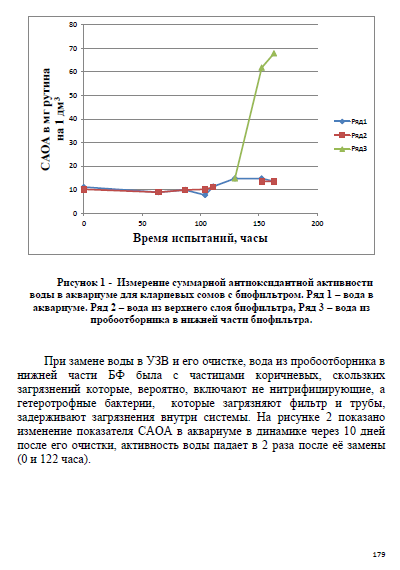 80
70
60
50
40
30
20
10
0
0 50 100 150 200
САОА в мг рутина
на 1 дм3
Время испытаний, часы
Ряд1
Ряд2
Ряд3
Рисунок 1 - Измерение суммарной антиоксидантной активности
воды в аквариуме для клариевых сомов с биофильтром. Ряд 1 – вода в
аквариуме. Ряд 2 – вода из верхнего слоя биофильтра, Ряд 3 – вода из
пробоотборника в нижней части биофильтра.
При замене воды в УЗВ и его очистке, вода из пробоотборника в
нижней части БФ была с частицами коричневых, скользких
загрязнений которые, вероятно, включают не нитрифицирующие, а
гетеротрофные бактерии, которые загрязняют фильтр и трубы,
задерживают загрязнения внутри системы. На рисунке 2 показано
изменение показателя САОА в аквариуме в динамике через 10 дней
после его очистки, активность воды падает в 2 раза после её замены
(0 и 122 часа).
179